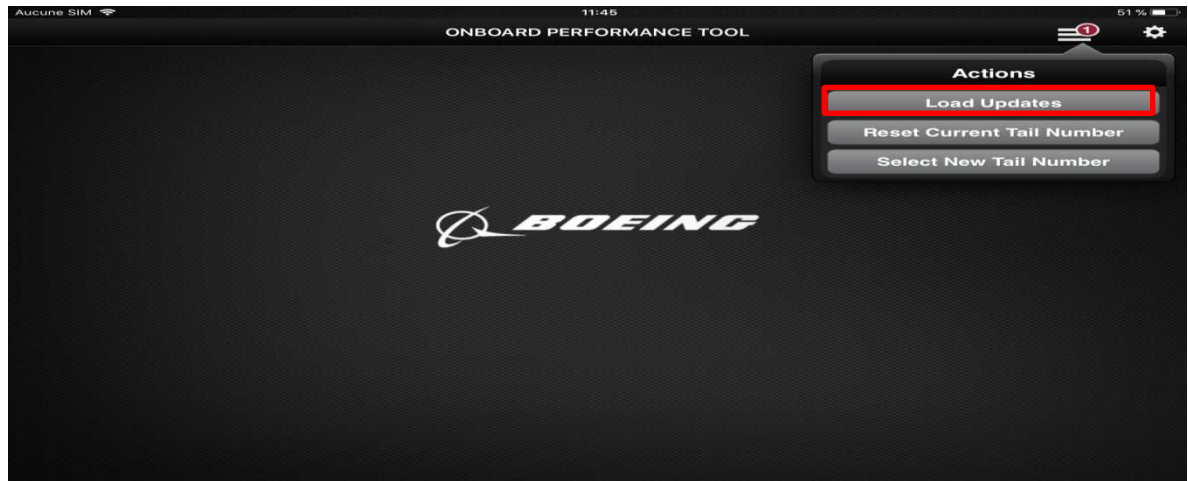 Aucune SIM 11:45 51 %
ONBOARD PERFORMANCE TOOL
1
Actions
Load Updates
Reset Current Tail Number
Select New Tail Number
BOEING